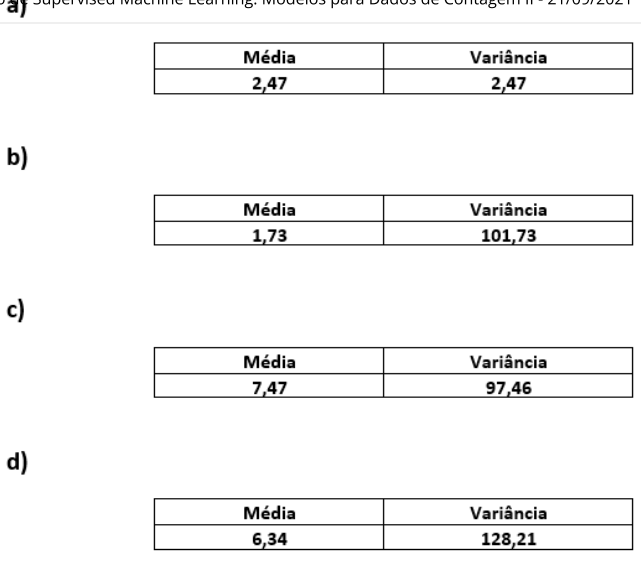 Supervised Machine Learning: Modelos para Dados de Contagem II - 21/09/2021
a)
Média Variância
2,47 2,47
b)
Média Variância
1,73 101,73
c)
Média Variância
7,47 97,46
d)
Média Variância
6,34 128,21